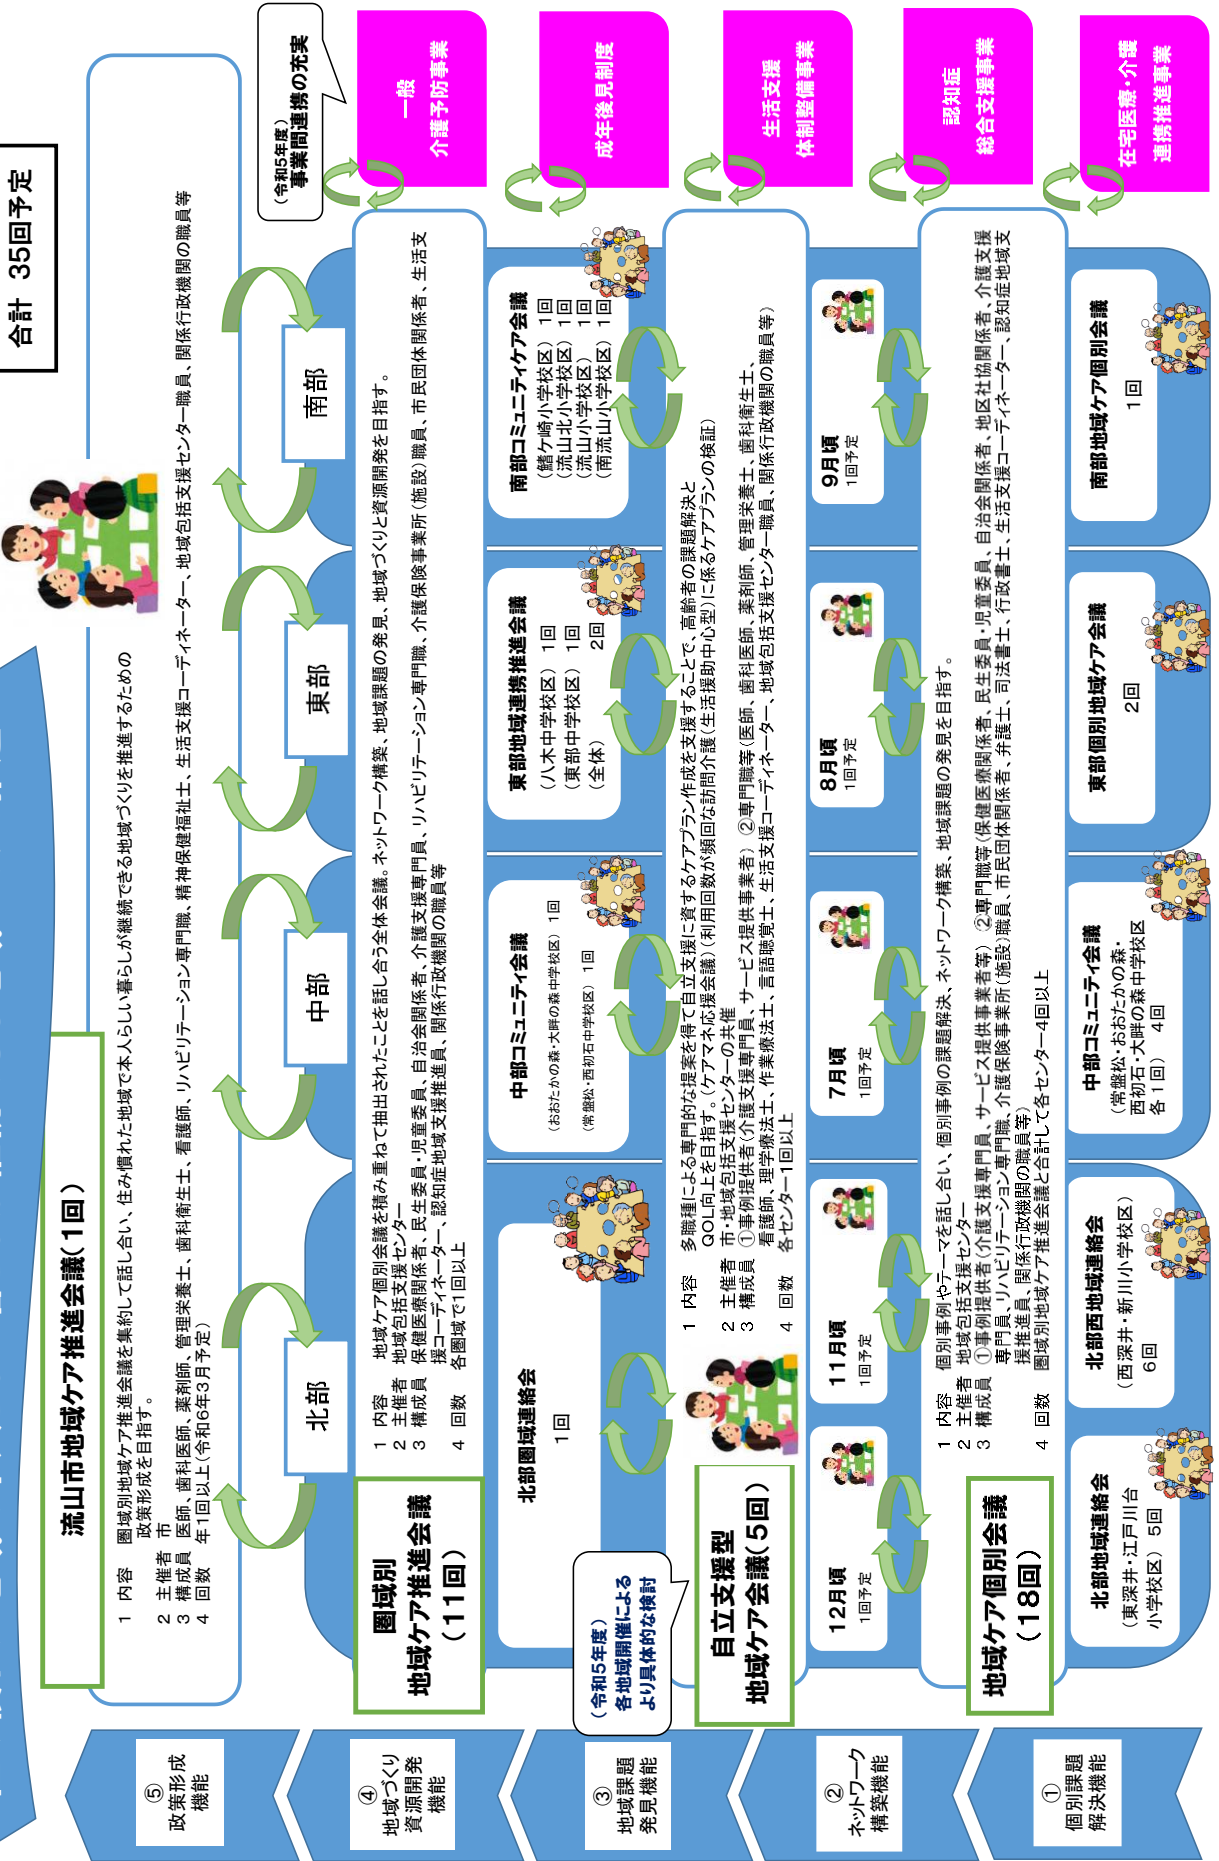 合計 35回予定
流山市地域ケア推進会議(1回)
1 内容 圏域別地域ケア推進会議を集約して話し合い、住み慣れた地域で本人らしい暮らしが継続できる地域づくりを推進するための
政策形成を目指す。
2 主催者 市
3 構成員 医師、歯科医師、薬剤師、管理栄養士、歯科衛生士、看護師、リハビリテーション専門職、精神保健福祉士、生活支援コーディネーター、地域包括支援センター職員、関係行政機関の職員等
4 回数 年1回以上(令和6年3月予定)
北部
中部
東部
南部
(令和5年度)
事業間連携の充実
圏域別
地域ケア推進会議
(11回)
1 内容 地域ケア個別会議を積み重ねて抽出されたことを話し合う全体会議。ネットワーク構築、地域課題の発見、地域づくりと資源開発を目指す。
2 主催者 地域包括支援センター
3 構成員 保健医療関係者、民生委員・児童委員、自治会関係者、介護支援専門員、リハビリテーション専門職、介護保険事業所(施設)職員、市民団体関係者、生活支
援コーディネーター、認知症地域支援推進員、関係行政機関の職員等
4 回数 各圏域で1回以上
一般
介護予防事業
北部圏域連絡会
1回
中部コミュニティ会議
(おおたかの森・大畔の森中学校区) 1回
(常盤松・西初石中学校区) 1回
東部地域連携推進会議
(八木中学校区) 1回
(東部中学校区) 1回
(全体) 2回
南部コミュニティケア会議
(鰭ケ崎小学校区) 1回
(流山北小学校区) 1回
(流山小学校区) 1回
(南流山小学校区) 1回
成年後見制度
(令和5年度)
各地域開催による
より具体的な検討
自立支援型
地域ケア会議(5回)
1 内容 多職種による専門的な提案を得て自立支援に資するケアプラン作成を支援することで、高齢者の課題解決と
QOL向上を目指す。(ケアマネ応援会議)(利用回数が頻回な訪問介護(生活援助中心型)に係るケアプランの検証)
2 主催者 市・地域包括支援センターの共催
3 構成員 ①事例提供者(介護支援専門員、サービス提供事業者) ②専門職等(医師、歯科医師、薬剤師、管理栄養士、歯科衛生士、
看護師、理学療法士、作業療法士、言語聴覚士、生活支援コーディネーター、地域包括支援センター職員、関係行政機関の職員等)
4 回数 各センター1回以上
生活支援
体制整備事業
12月頃
1回予定
11月頃
1回予定
7月頃
1回予定
8月頃
1回予定
9月頃
1回予定
認知症
総合支援事業
地域ケア個別会議
(18回)
1 内容 個別事例やテーマを話し合い、個別事例の課題解決、ネットワーク構築、地域課題の発見を目指す。
2 主催者 地域包括支援センター
3 構成員 ①事例提供者(介護支援専門員、サービス提供事業者等) ②専門職等(保健医療関係者、民生委員・児童委員、自治会関係者、地区社協関係者、介護支援
専門員、リハビリテーション専門職、介護保険事業所(施設)職員、市民団体関係者、弁護士、司法書士、行政書士、生活支援コーディネーター、認知症地域支
援推進員、関係行政機関の職員等)
4 回数 圏域別地域ケア推進会議と合計して各センター4回以上
北部地域連絡会
(東深井・江戸川台
小学校区) 5回
北部西地域連絡会
(西深井・新川小学校区)
6回
中部コミュニティ会議
(常盤松・おおたかの森・
西初石・大畔の森中学校区
各1回) 4回
東部個別地域ケア会議
2回
南部地域ケア個別会議
1回
在宅医療・介護
連携推進事業
⑤
政策形成
機能
④
地域づくり
資源開発
機能
③
地域課題
発見機能
②
ネットワーク
構築機能
①
個別課題
解決機能